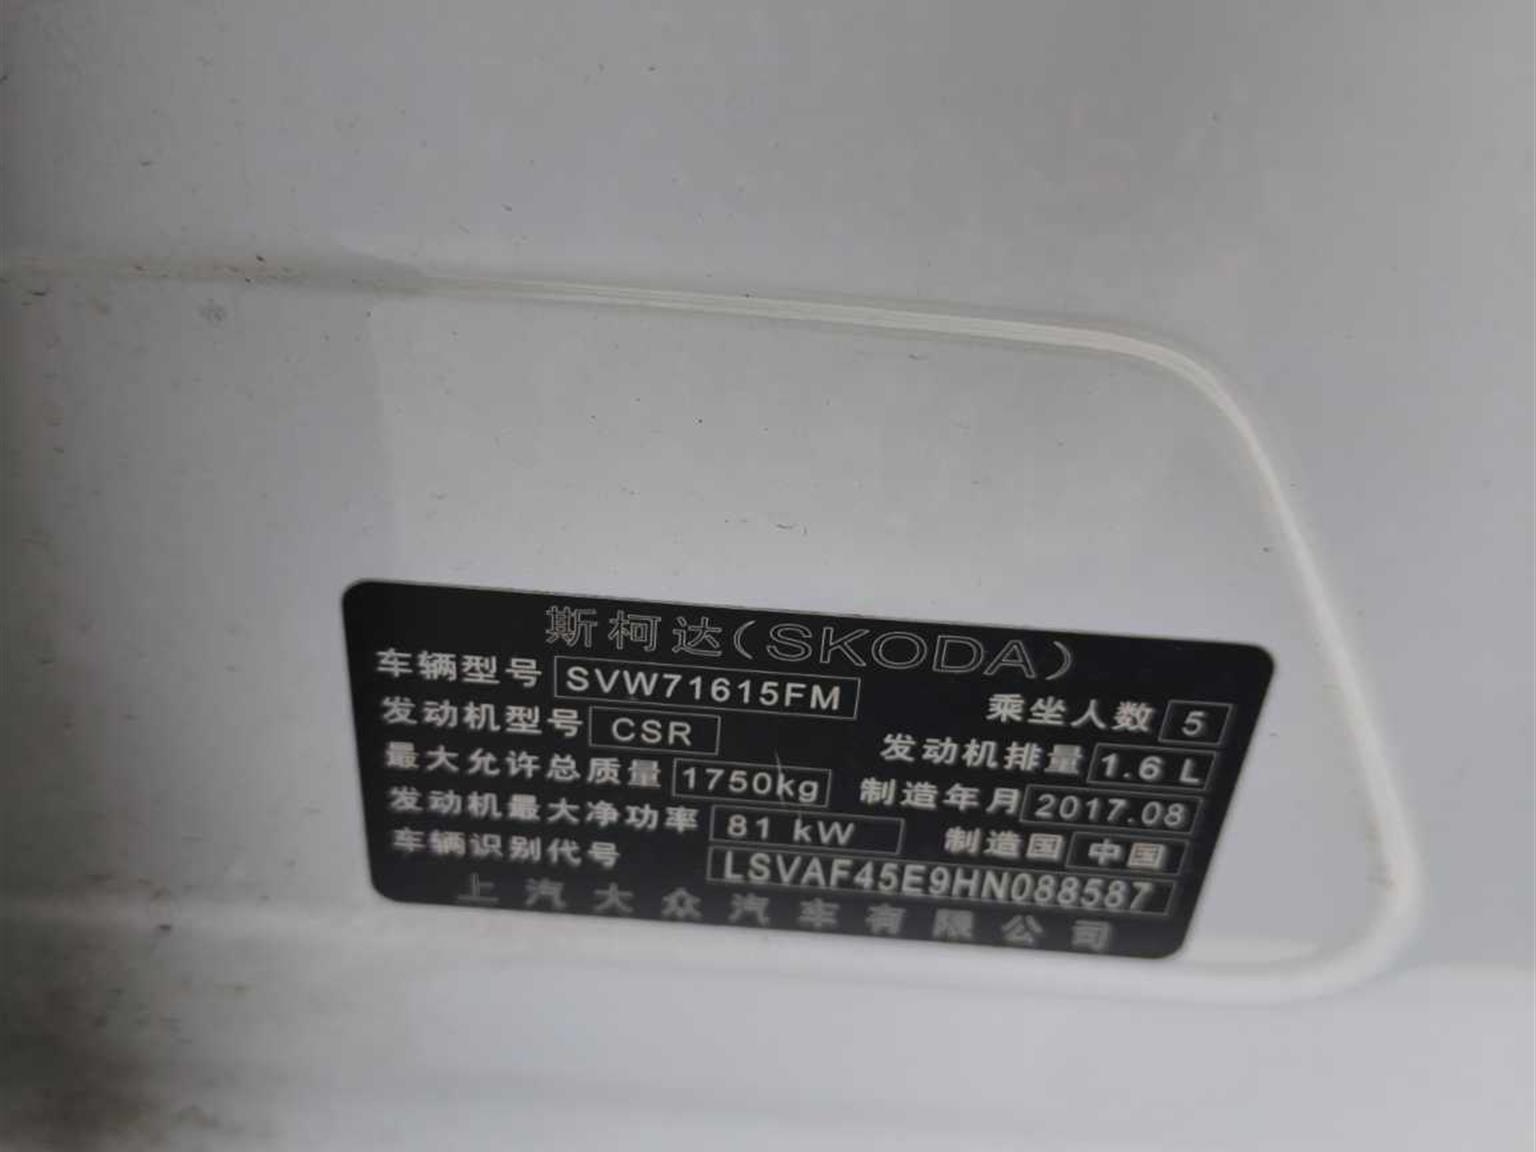 斯柯达(SKODA)
车辆型号 SVW71615FM 乘坐人数 5
发动机型号 CSR 发动机排量 1.6 L
最大允许总质量 1750kg 制造年月 2017.08
发动机最大净功率 81 kW 制造国 中国
车辆识别代号 LSVAF45E9HN088587
上汽大众汽车有限公司